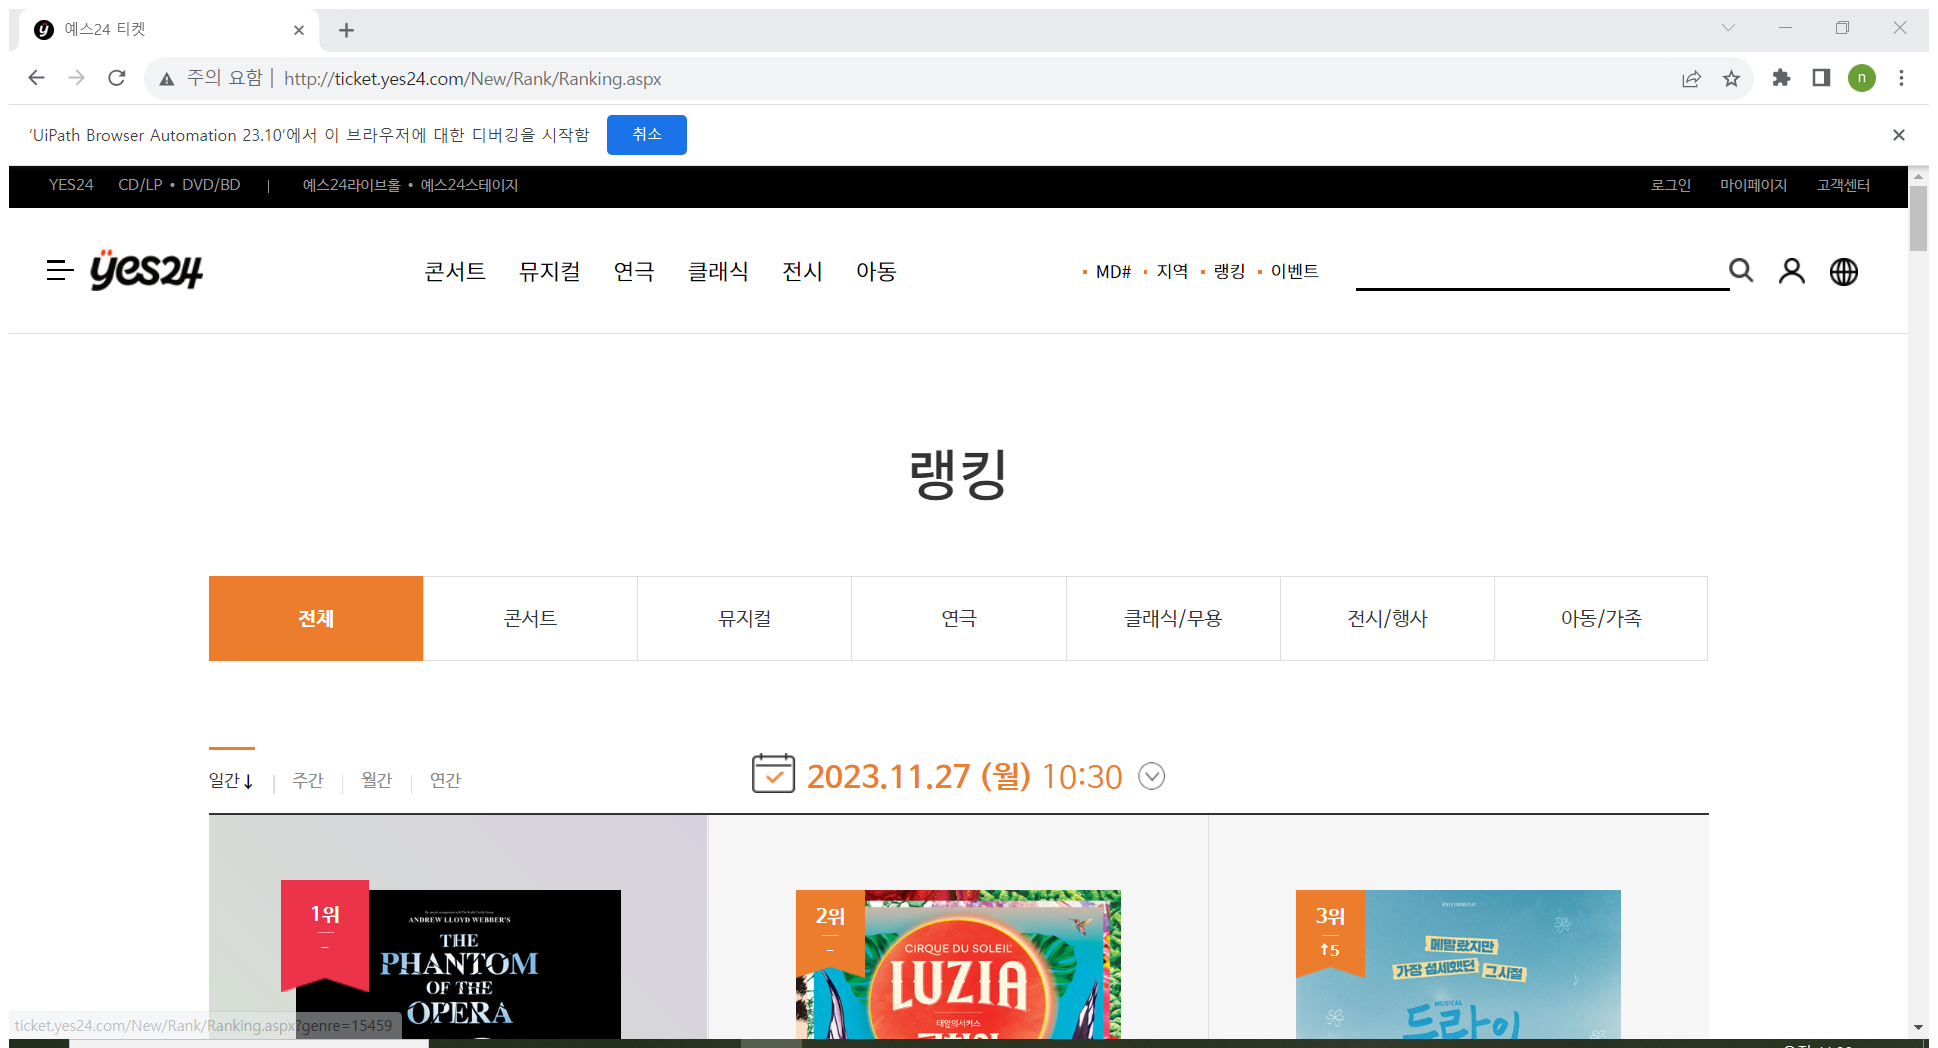 예스24 티켓
주의 요함 | http://ticket.yes24.com/New/Rank/Ranking.aspx
n
'UiPath Browser Automation 23.10'에서 이 브라우저에 대한 디버깅을 시작함 취소
YES24 CD/LP • DVD/BD | 예스24라이브홀 • 예스24스테이지 로그인 마이페이지 고객센터
yes24 콘서트 뮤지컬 연극 클래식 전시 아동 MD# 지역 랭킹 이벤트
랭킹
전체 콘서트 뮤지컬 연극 클래식/무용 전시/행사 아동/가족
일간↓ | 주간 | 월간 | 연간 2023.11.27 (월) 10:30
1위
–
ANDREW LLOYD WEBBER'S
THE
PHANTOM
OF THE
OPERA
2위
–
CIRQUE DU SOLEIL
LUZIA
태양의서커스
3위
↑5
메말랐지만
가장 섬세했던 그시절
MUSICAL
드라이
ticket.yes24.com/New/Rank/Ranking.aspx?genre=15459